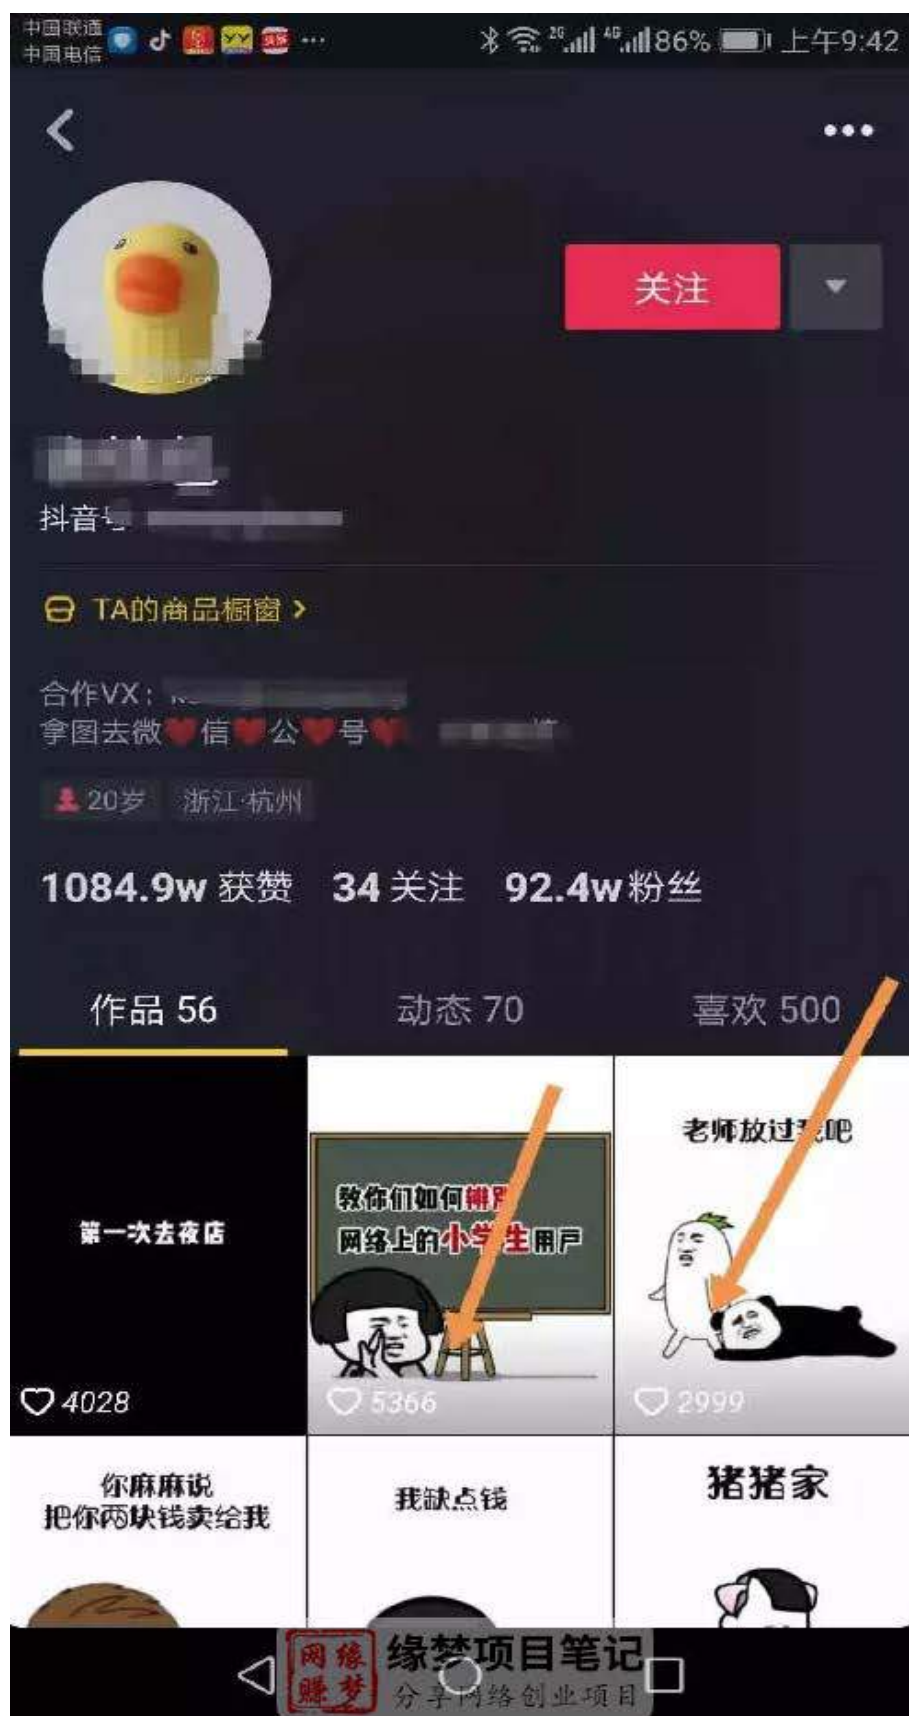 中国联通
中国电信
2G 4G 86% 上午9:42
关注
抖音号
TA的商品橱窗 >
合作VX:
拿图去微❤信❤公❤号❤
20岁 浙江·杭州
1084.9w 获赞 34 关注 92.4w 粉丝
作品 56 动态 70 喜欢 500
第一次去夜店
4028
教你们如何辨别
网络上的小学生用户
5366
老师放过我吧
2999
你麻麻说
把你两块钱卖给我
我缺点钱
猪猪家
网缘
赚梦
缘梦项目笔记
分享网络创业项目